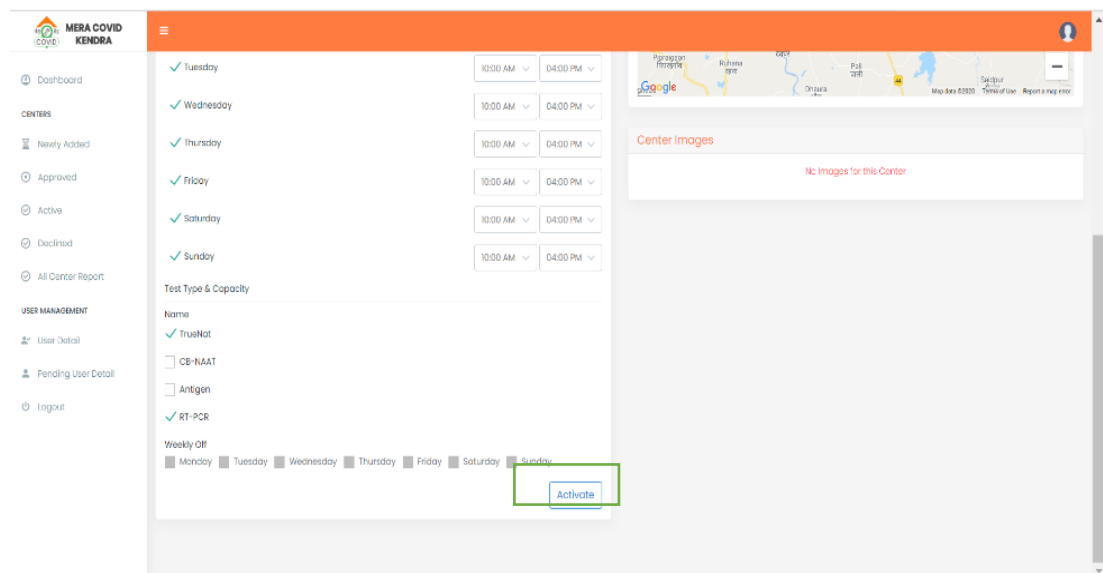 MERA COVID
KENDRA
COVID
Dashboard
CENTERS
Newly Added
Approved
Active
Declined
All Center Report
USER MANAGEMENT
User Detail
Pending User Detail
Logout
Tuesday 10:00 AM 04:00 PM
Wednesday 10:00 AM 04:00 PM
Thursday 10:00 AM 04:00 PM
Friday 10:00 AM 04:00 PM
Saturday 10:00 AM 04:00 PM
Sunday 10:00 AM 04:00 PM
Test Type & Capacity
Name
TrueNat
CB-NAAT
Antigen
RT-PCR
Weekly Off
Monday Tuesday Wednesday Thursday Friday Saturday Sunday
Activate
Ruhana
Pali
पाली
Saidpur
Dhaura
Google
Map data ©2020 Terms of Use Report a map error
Center Images
No Images for this Center